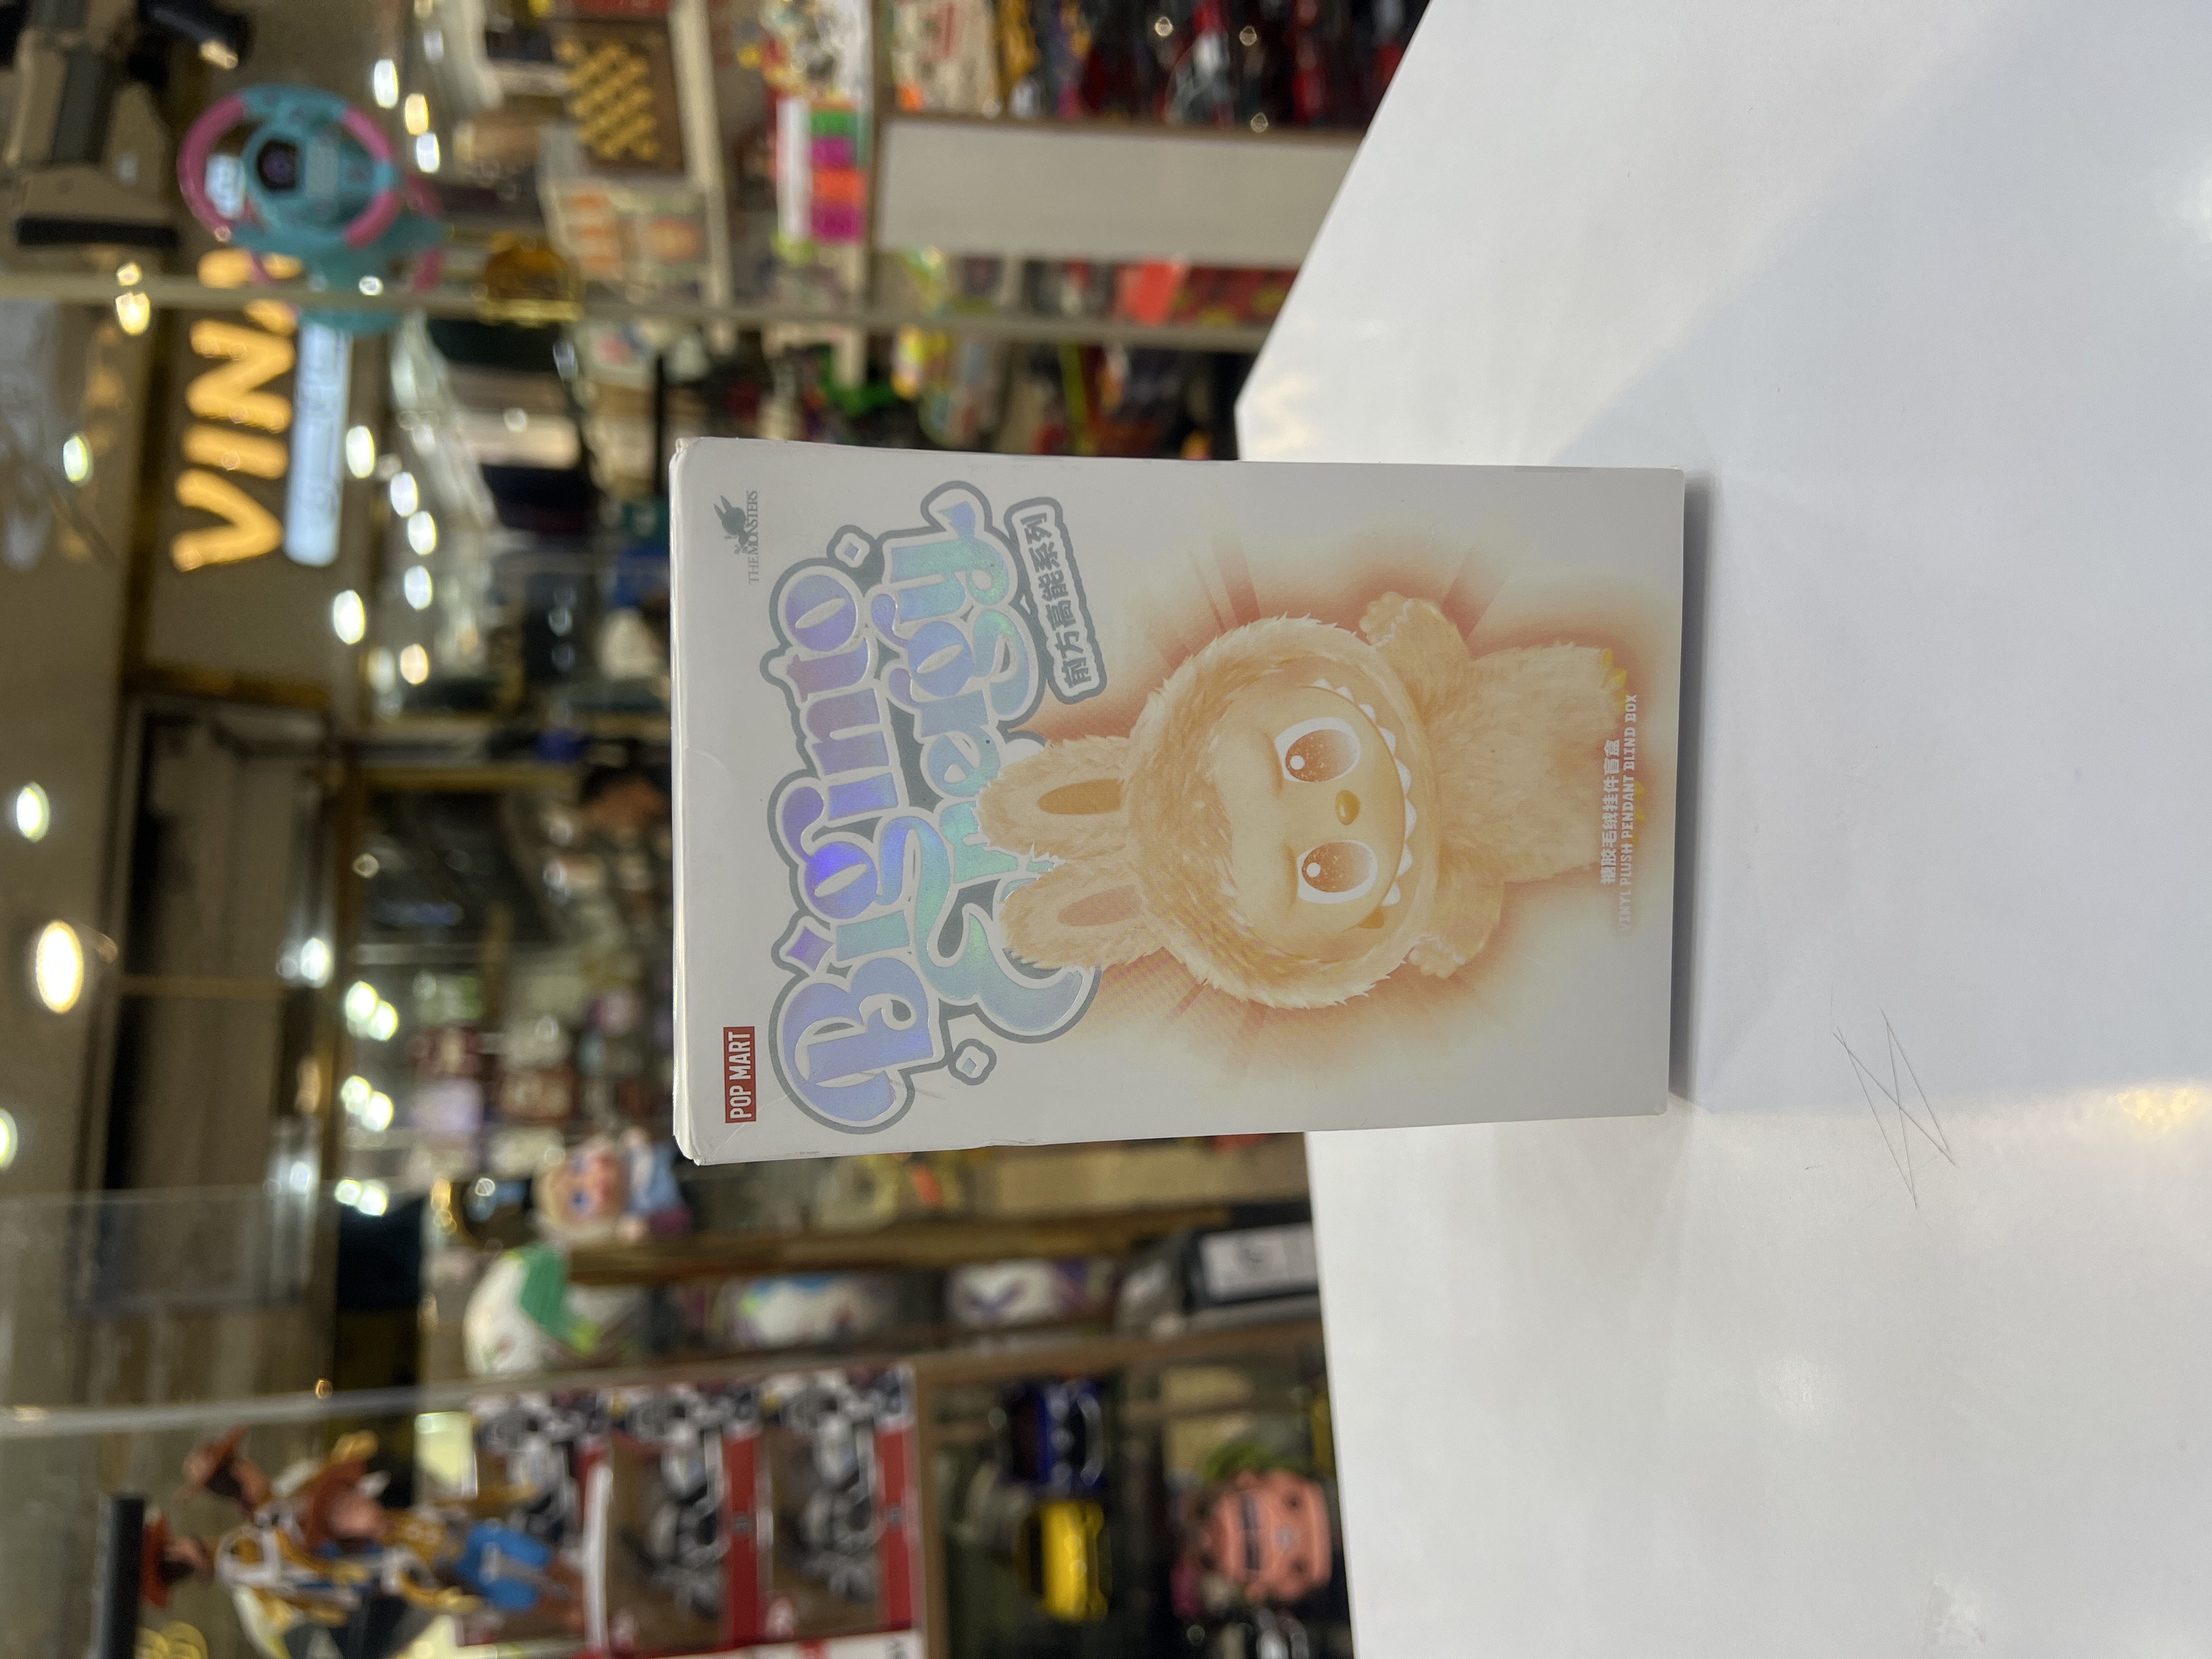 POP MART
THE MONSTERS
Big into
Energy
前方高能系列
搪胶毛绒挂件盲盒
VINYL PLUSH PENDANT BLIND BOX